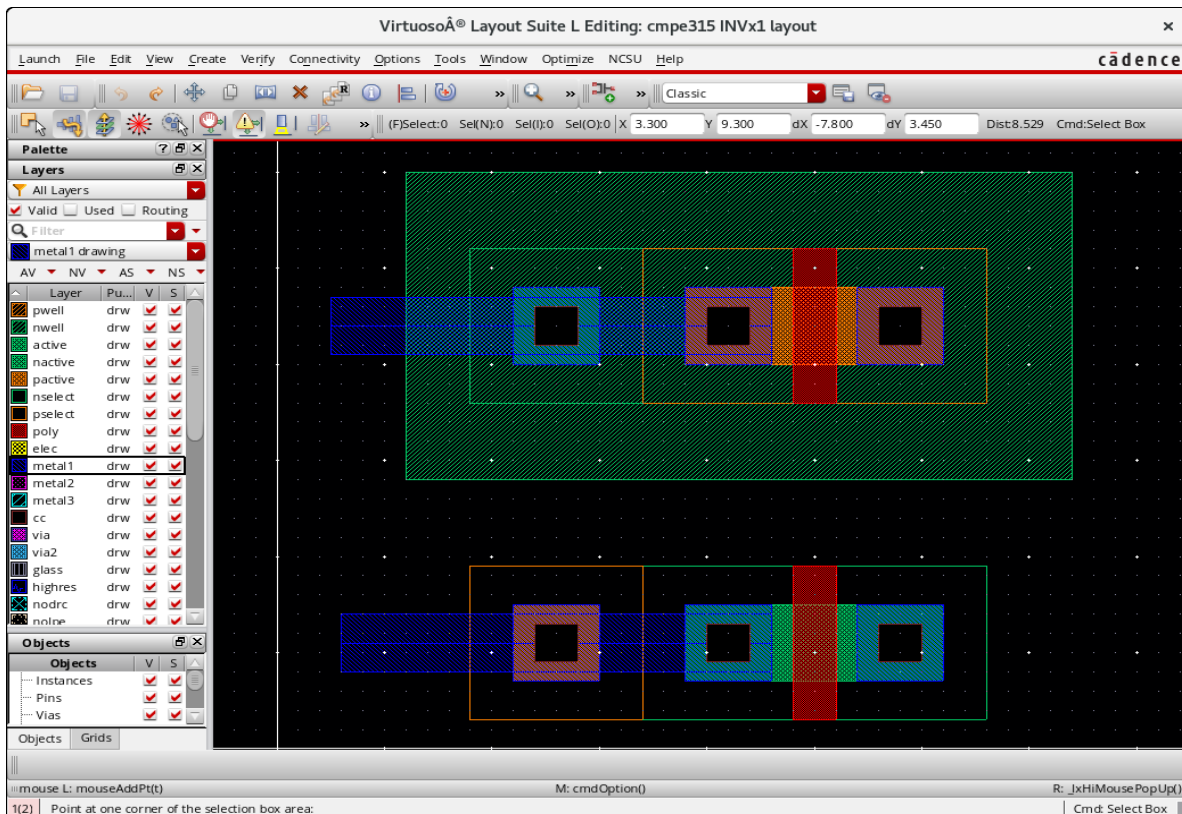 VirtuosoÂ® Layout Suite L Editing: cmpe315 INVx1 layout ×
Launch File Edit View Create Verify Connectivity Options Tools Window Optimize NCSU Help cādence
R » » » Classic
» (F)Select:0 Sel(N):0 Sel(I):0 Sel(O):0 X 3.300 Y 9.300 dX -7.800 dY 3.450 Dist:8.529 Cmd:Select Box
Palette ?
Layers
All Layers
Valid Used Routing
Filter
metal1 drawing
AV NV AS NS
Layer Pu... V S
pwell drw
nwell drw
active drw
nactive drw
pactive drw
nselect drw
pselect drw
poly drw
elec drw
metal1 drw
metal2 drw
metal3 drw
cc drw
via drw
via2 drw
glass drw
highres drw
nodrc drw
nolpe drw
Objects
Objects V S
Instances
Pins
Vias
Objects Grids
mouse L: mouseAddPt(t) M: cmdOption() R: _lxHiMousePopUp()
1(2) Point at one corner of the selection box area: Cmd: Select Box